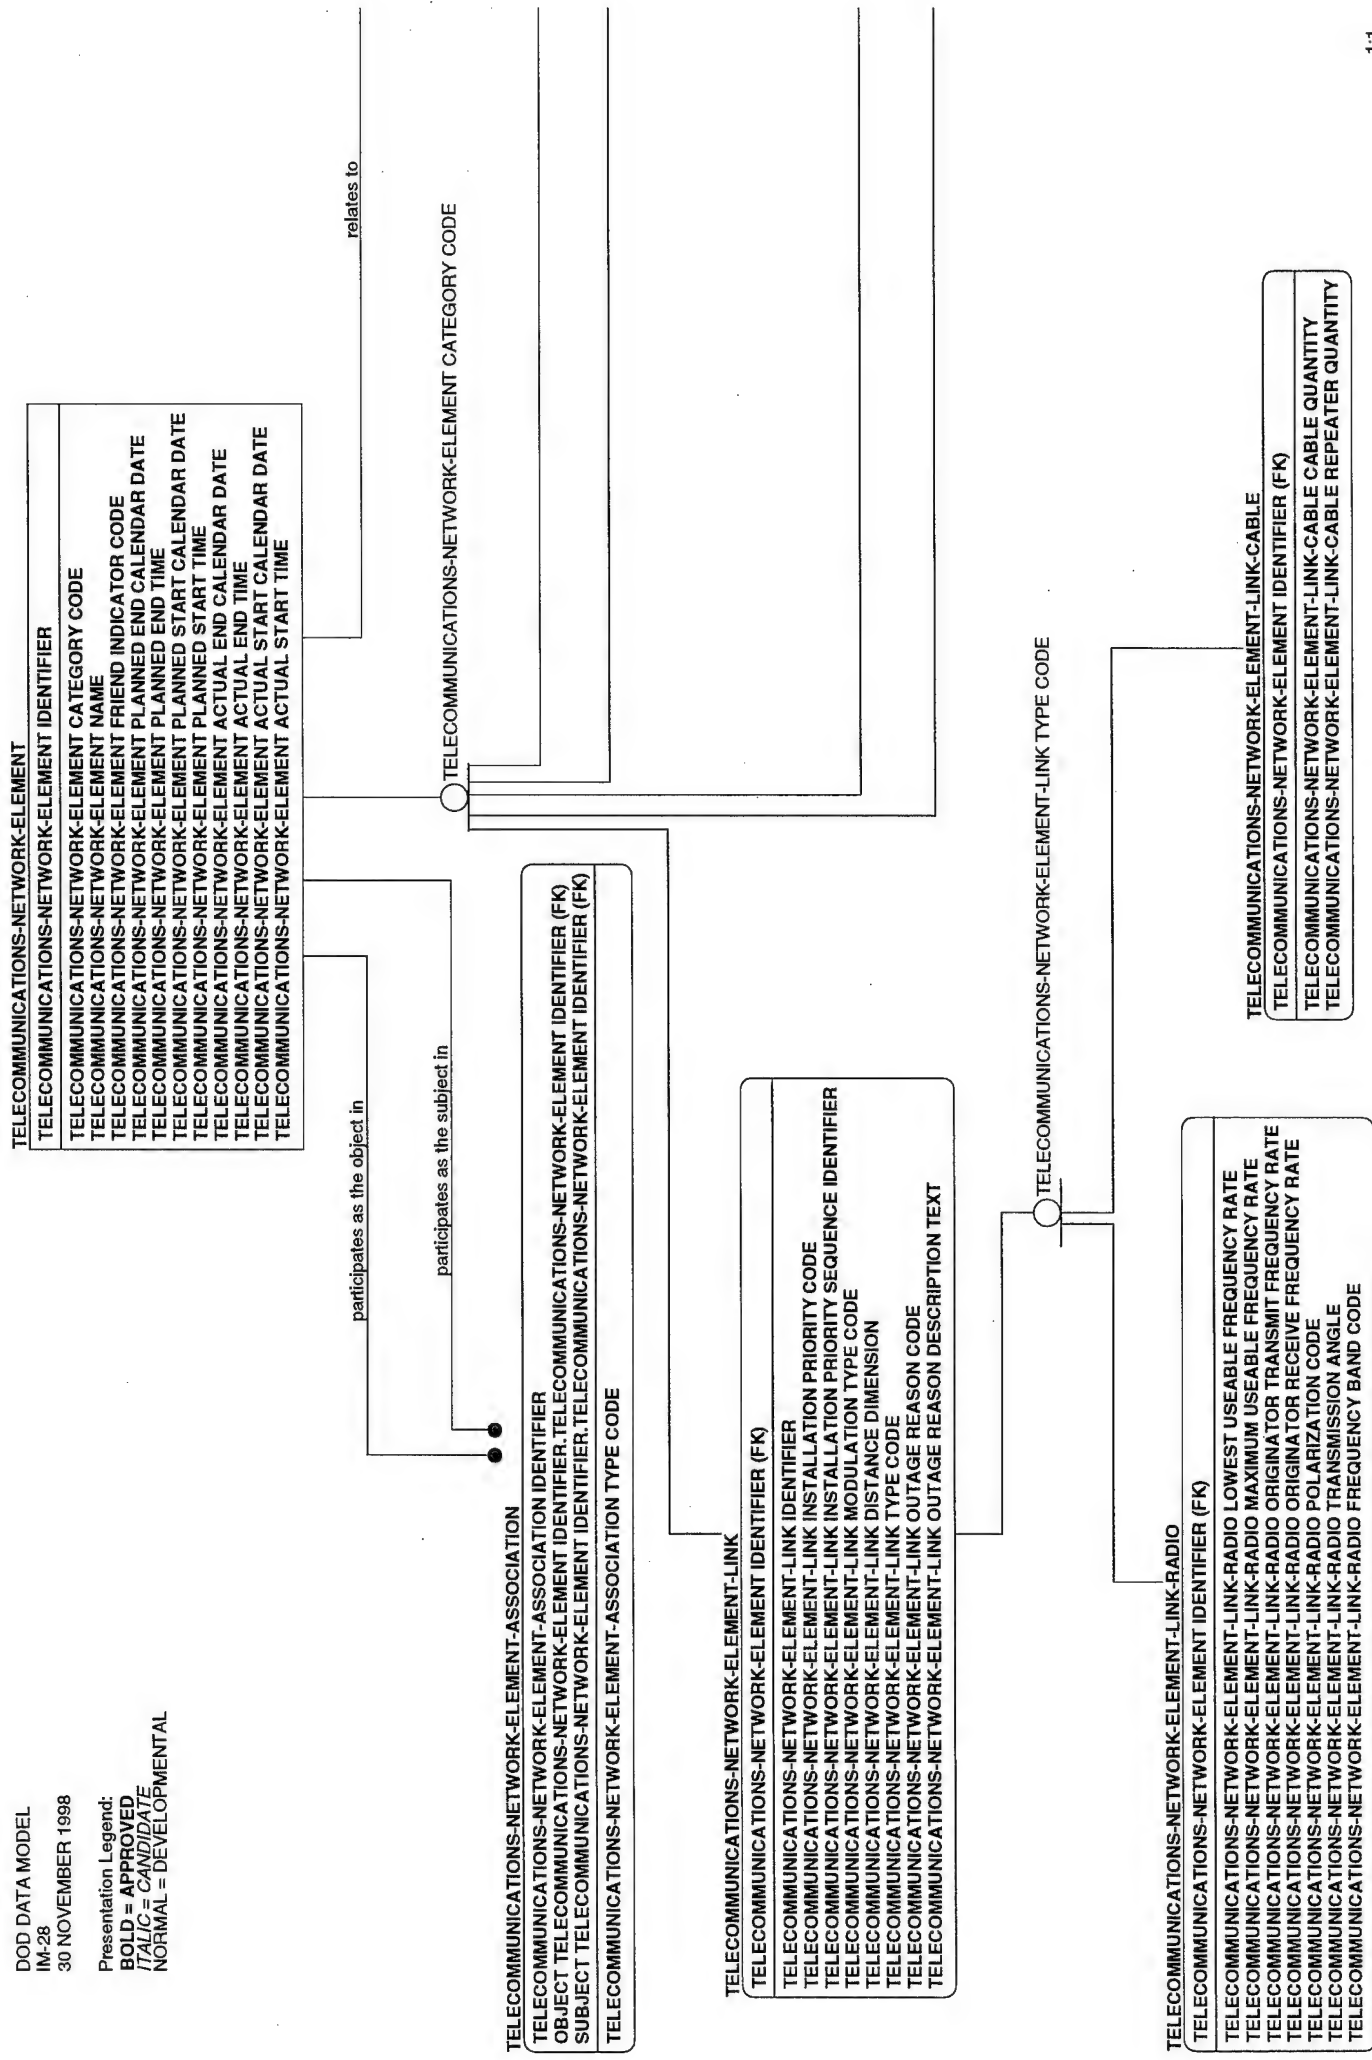 DOD DATA MODEL
IM-28
30 NOVEMBER 1998
Presentation Legend:
BOLD = APPROVED
ITALIC = CANDIDATE
NORMAL = DEVELOPMENTAL
TELECOMMUNICATIONS-NETWORK-ELEMENT
TELECOMMUNICATIONS-NETWORK-ELEMENT IDENTIFIER
TELECOMMUNICATIONS-NETWORK-ELEMENT CATEGORY CODE
TELECOMMUNICATIONS-NETWORK-ELEMENT NAME
TELECOMMUNICATIONS-NETWORK-ELEMENT FRIEND INDICATOR CODE
TELECOMMUNICATIONS-NETWORK-ELEMENT PLANNED END CALENDAR DATE
TELECOMMUNICATIONS-NETWORK-ELEMENT PLANNED END TIME
TELECOMMUNICATIONS-NETWORK-ELEMENT PLANNED START CALENDAR DATE
TELECOMMUNICATIONS-NETWORK-ELEMENT PLANNED START TIME
TELECOMMUNICATIONS-NETWORK-ELEMENT ACTUAL END CALENDAR DATE
TELECOMMUNICATIONS-NETWORK-ELEMENT ACTUAL END TIME
TELECOMMUNICATIONS-NETWORK-ELEMENT ACTUAL START CALENDAR DATE
TELECOMMUNICATIONS-NETWORK-ELEMENT ACTUAL START TIME
participates as the object in
relates to
participates as the subject in
TELECOMMUNICATIONS-NETWORK-ELEMENT CATEGORY CODE
TELECOMMUNICATIONS-NETWORK-ELEMENT-ASSOCIATION
TELECOMMUNICATIONS-NETWORK-ELEMENT-ASSOCIATION IDENTIFIER
OBJECT TELECOMMUNICATIONS-NETWORK-ELEMENT IDENTIFIER.TELECOMMUNICATIONS-NETWORK-ELEMENT IDENTIFIER (FK)
SUBJECT TELECOMMUNICATIONS-NETWORK-ELEMENT IDENTIFIER.TELECOMMUNICATIONS-NETWORK-ELEMENT IDENTIFIER (FK)
TELECOMMUNICATIONS-NETWORK-ELEMENT-ASSOCIATION TYPE CODE
TELECOMMUNICATIONS-NETWORK-ELEMENT-LINK
TELECOMMUNICATIONS-NETWORK-ELEMENT IDENTIFIER (FK)
TELECOMMUNICATIONS-NETWORK-ELEMENT-LINK IDENTIFIER
TELECOMMUNICATIONS-NETWORK-ELEMENT-LINK INSTALLATION PRIORITY CODE
TELECOMMUNICATIONS-NETWORK-ELEMENT-LINK INSTALLATION PRIORITY SEQUENCE IDENTIFIER
TELECOMMUNICATIONS-NETWORK-ELEMENT-LINK MODULATION TYPE CODE
TELECOMMUNICATIONS-NETWORK-ELEMENT-LINK DISTANCE DIMENSION
TELECOMMUNICATIONS-NETWORK-ELEMENT-LINK TYPE CODE
TELECOMMUNICATIONS-NETWORK-ELEMENT-LINK OUTAGE REASON CODE
TELECOMMUNICATIONS-NETWORK-ELEMENT-LINK OUTAGE REASON DESCRIPTION TEXT
TELECOMMUNICATIONS-NETWORK-ELEMENT-LINK TYPE CODE
TELECOMMUNICATIONS-NETWORK-ELEMENT-LINK-RADIO
TELECOMMUNICATIONS-NETWORK-ELEMENT IDENTIFIER (FK)
TELECOMMUNICATIONS-NETWORK-ELEMENT-LINK-RADIO LOWEST USEABLE FREQUENCY RATE
TELECOMMUNICATIONS-NETWORK-ELEMENT-LINK-RADIO MAXIMUM USEABLE FREQUENCY RATE
TELECOMMUNICATIONS-NETWORK-ELEMENT-LINK-RADIO ORIGINATOR TRANSMIT FREQUENCY RATE
TELECOMMUNICATIONS-NETWORK-ELEMENT-LINK-RADIO ORIGINATOR RECEIVE FREQUENCY RATE
TELECOMMUNICATIONS-NETWORK-ELEMENT-LINK-RADIO POLARIZATION CODE
TELECOMMUNICATIONS-NETWORK-ELEMENT-LINK-RADIO TRANSMISSION ANGLE
TELECOMMUNICATIONS-NETWORK-ELEMENT-LINK-RADIO FREQUENCY BAND CODE
TELECOMMUNICATIONS-NETWORK-ELEMENT-LINK-CABLE
TELECOMMUNICATIONS-NETWORK-ELEMENT IDENTIFIER (FK)
TELECOMMUNICATIONS-NETWORK-ELEMENT-LINK-CABLE CABLE QUANTITY
TELECOMMUNICATIONS-NETWORK-ELEMENT-LINK-CABLE REPEATER QUANTITY